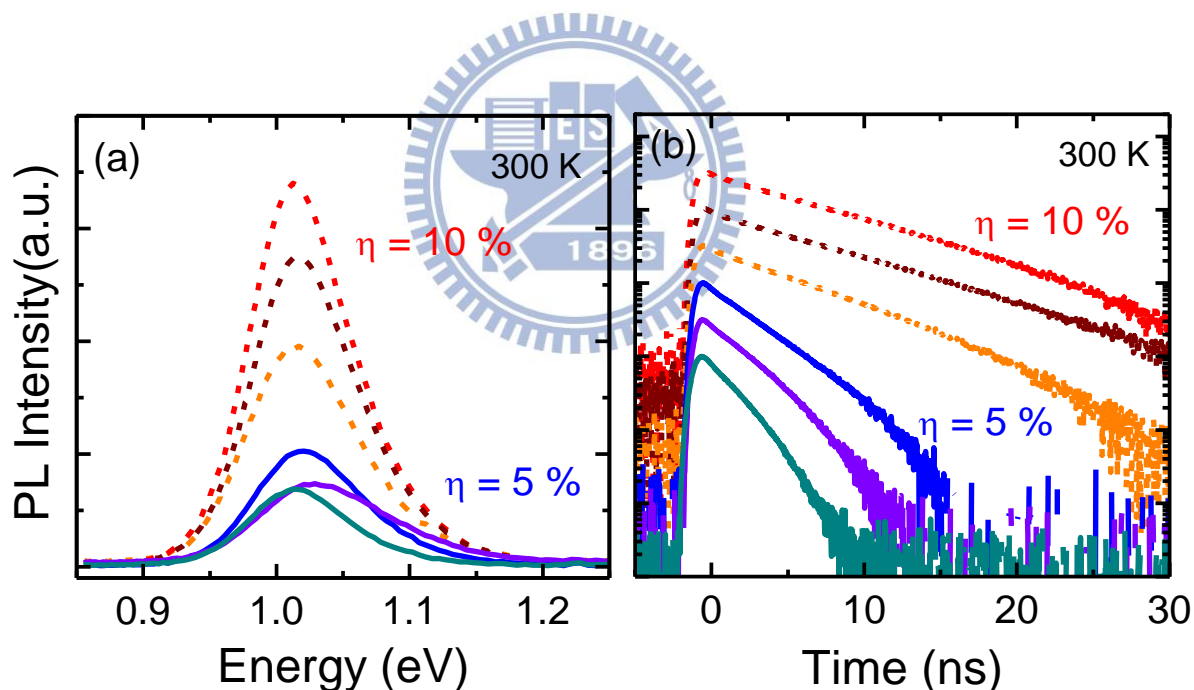 (a)
300 K
η = 10 %
η = 5 %
PL Intensity(a.u.)
0.9 1.0 1.1 1.2
Energy (eV)
(b)
300 K
η = 10 %
η = 5 %
0 10 20 30
Time (ns)
E S A
1896